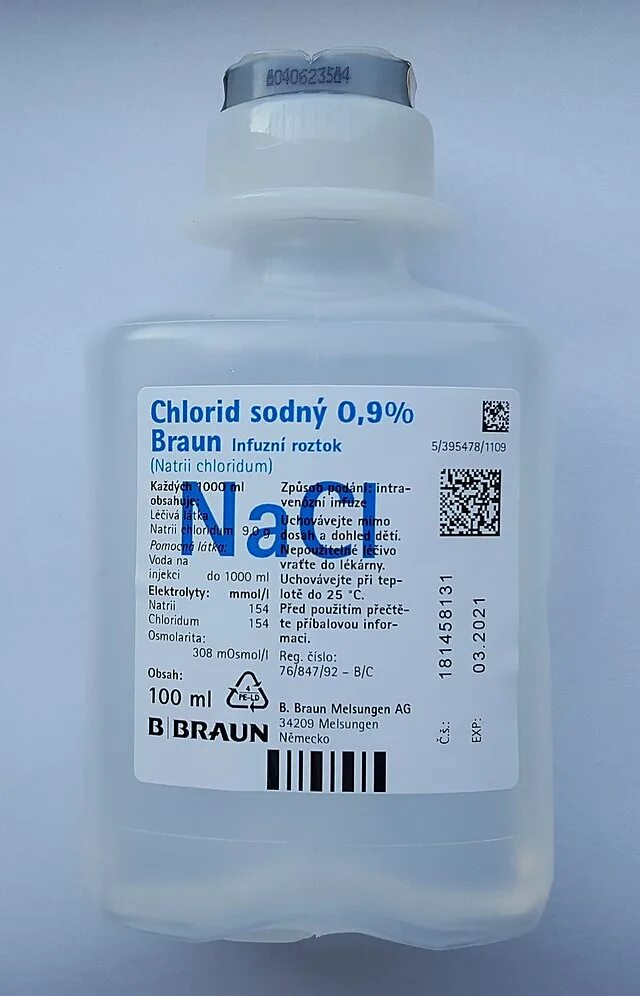 Chlorid sodný 0,9%
Braun Infuzní roztok
(Natrii chloridum)
5/395478/1109
NaCl
Každých 1000 ml
obsahuje:
Léčivá látka
Natrii chloridum 9,0 g
Pomocná látka:
Voda na
injekci do 1000 ml
Elektrolyty: mmol/l
Natrii 154
Chloridum 154
Osmolarita:
308 mOsmol/l
Obsah:
100 ml
4
PE-LD
B|BRAUN
Způsob podání: intra-
venózní infuze
Uchovávejte mimo
dosah a dohled dětí.
Nepoužitelné léčivo
vraťte do lékárny.
Uchovávejte při tep-
lotě do 25 °C.
Před použitím přečtě-
te příbalovou infor-
maci.
Reg. číslo:
76/847/92 – B/C
B. Braun Melsungen AG
34209 Melsungen
Německo
Č.š.: 181458131
EXP: 03.2021